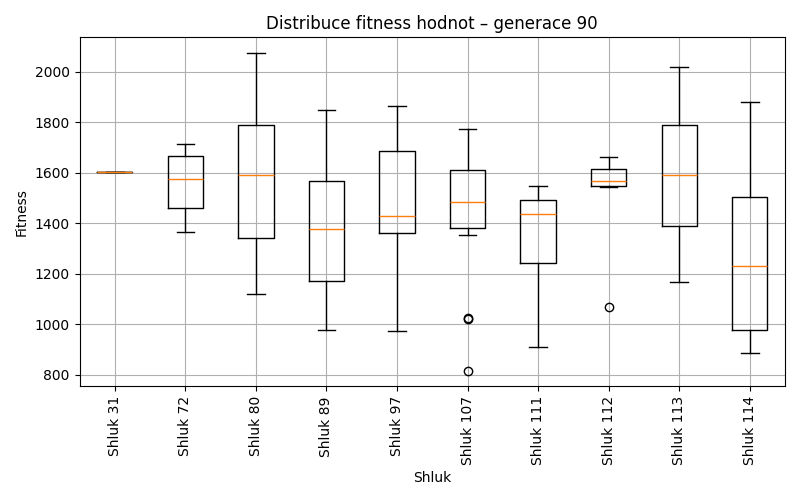 Distribuce fitness hodnot – generace 90
Fitness
2000
1800
1600
1400
1200
1000
800
Shluk 31
Shluk 72
Shluk 80
Shluk 89
Shluk 97
Shluk 107
Shluk 111
Shluk 112
Shluk 113
Shluk 114
Shluk